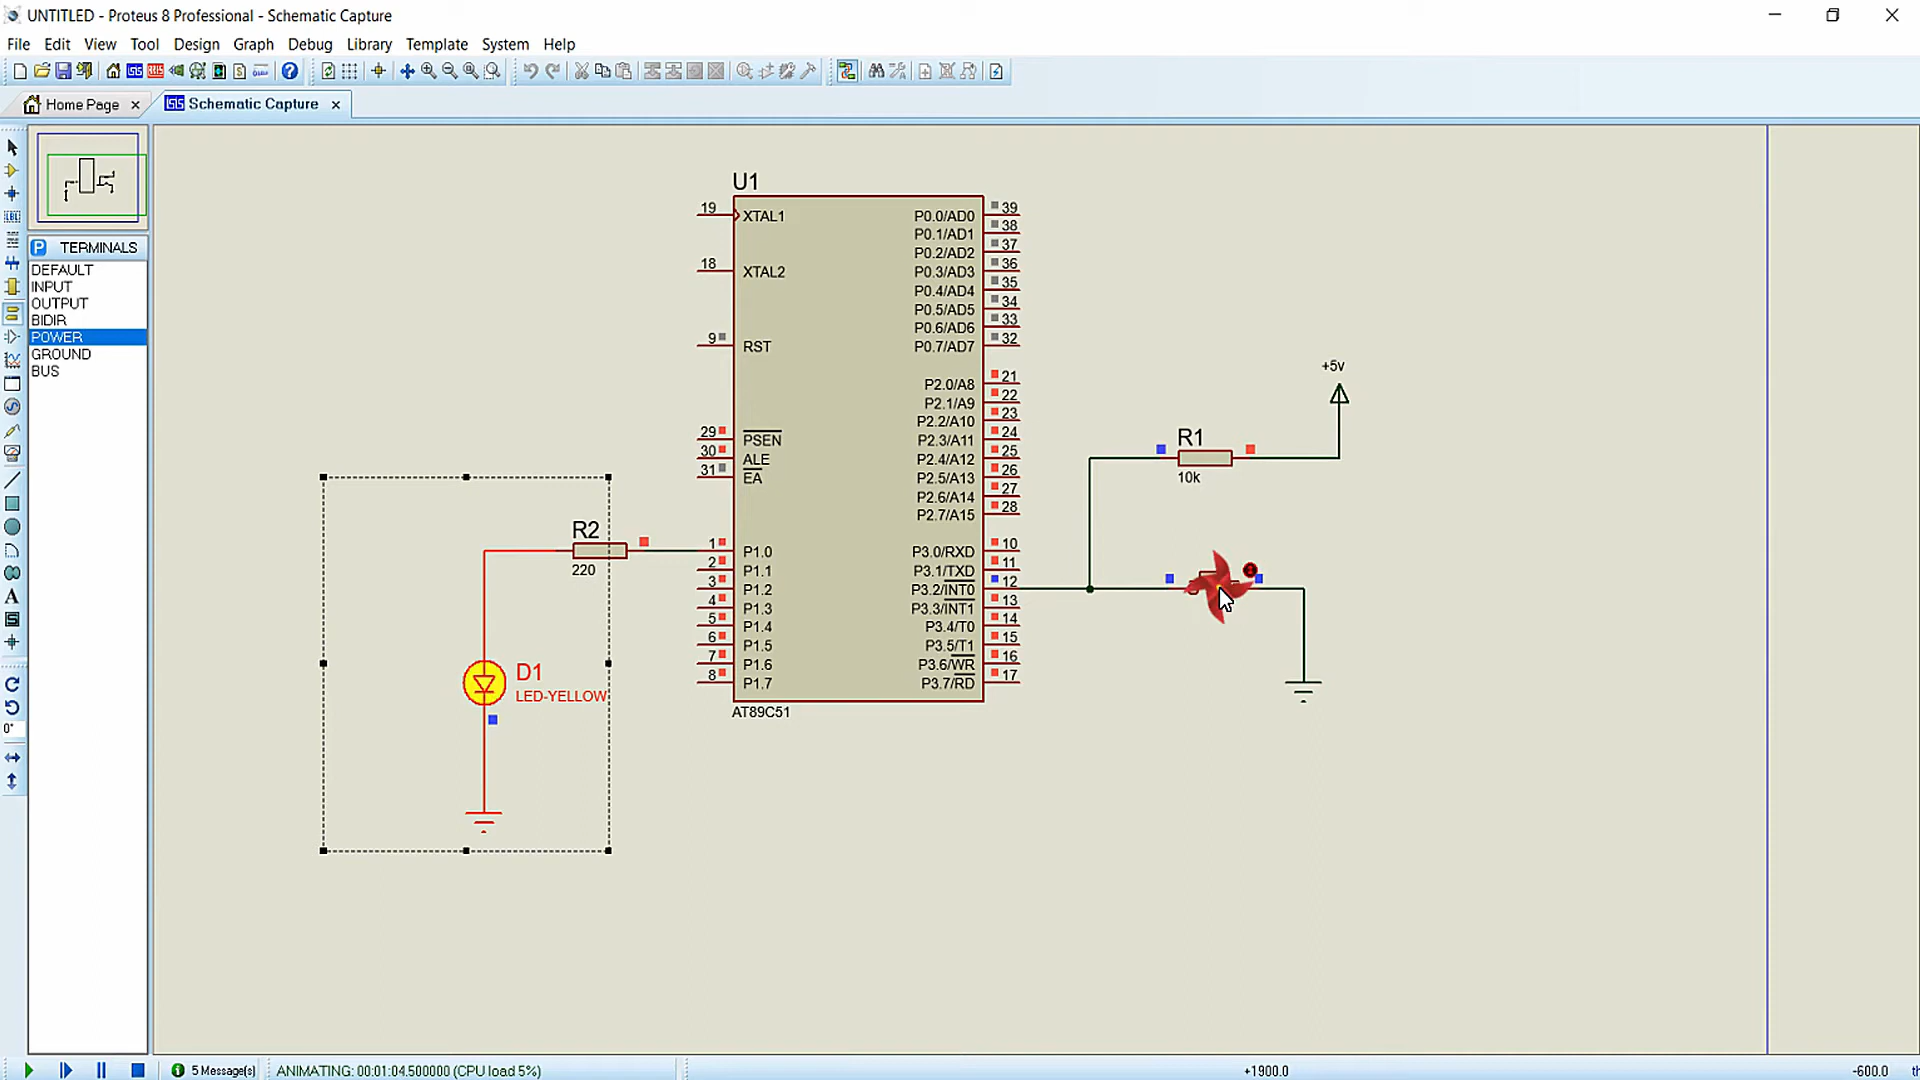 UNTITLED - Proteus 8 Professional - Schematic Capture
File Edit View Tool Design Graph Debug Library Template System Help
Home Page × Schematic Capture ×
TERMINALS
DEFAULT
INPUT
OUTPUT
BIDIR
POWER
GROUND
BUS
LBL
A
0°
U1
19 XTAL1
18 XTAL2
9 RST
29 PSEN
30 ALE
31 EA
1 P1.0
2 P1.1
3 P1.2
4 P1.3
5 P1.4
6 P1.5
7 P1.6
8 P1.7
P0.0/AD0 39
P0.1/AD1 38
P0.2/AD2 37
P0.3/AD3 36
P0.4/AD4 35
P0.5/AD5 34
P0.6/AD6 33
P0.7/AD7 32
P2.0/A8 21
P2.1/A9 22
P2.2/A10 23
P2.3/A11 24
P2.4/A12 25
P2.5/A13 26
P2.6/A14 27
P2.7/A15 28
P3.0/RXD 10
P3.1/TXD 11
P3.2/INT0 12
P3.3/INT1 13
P3.4/T0 14
P3.5/T1 15
P3.6/WR 16
P3.7/RD 17
AT89C51
R2
220
D1
LED-YELLOW
+5v
R1
10k
5 Message(s)
ANIMATING: 00:01:04.500000 (CPU load 5%)
+1900.0
-600.0